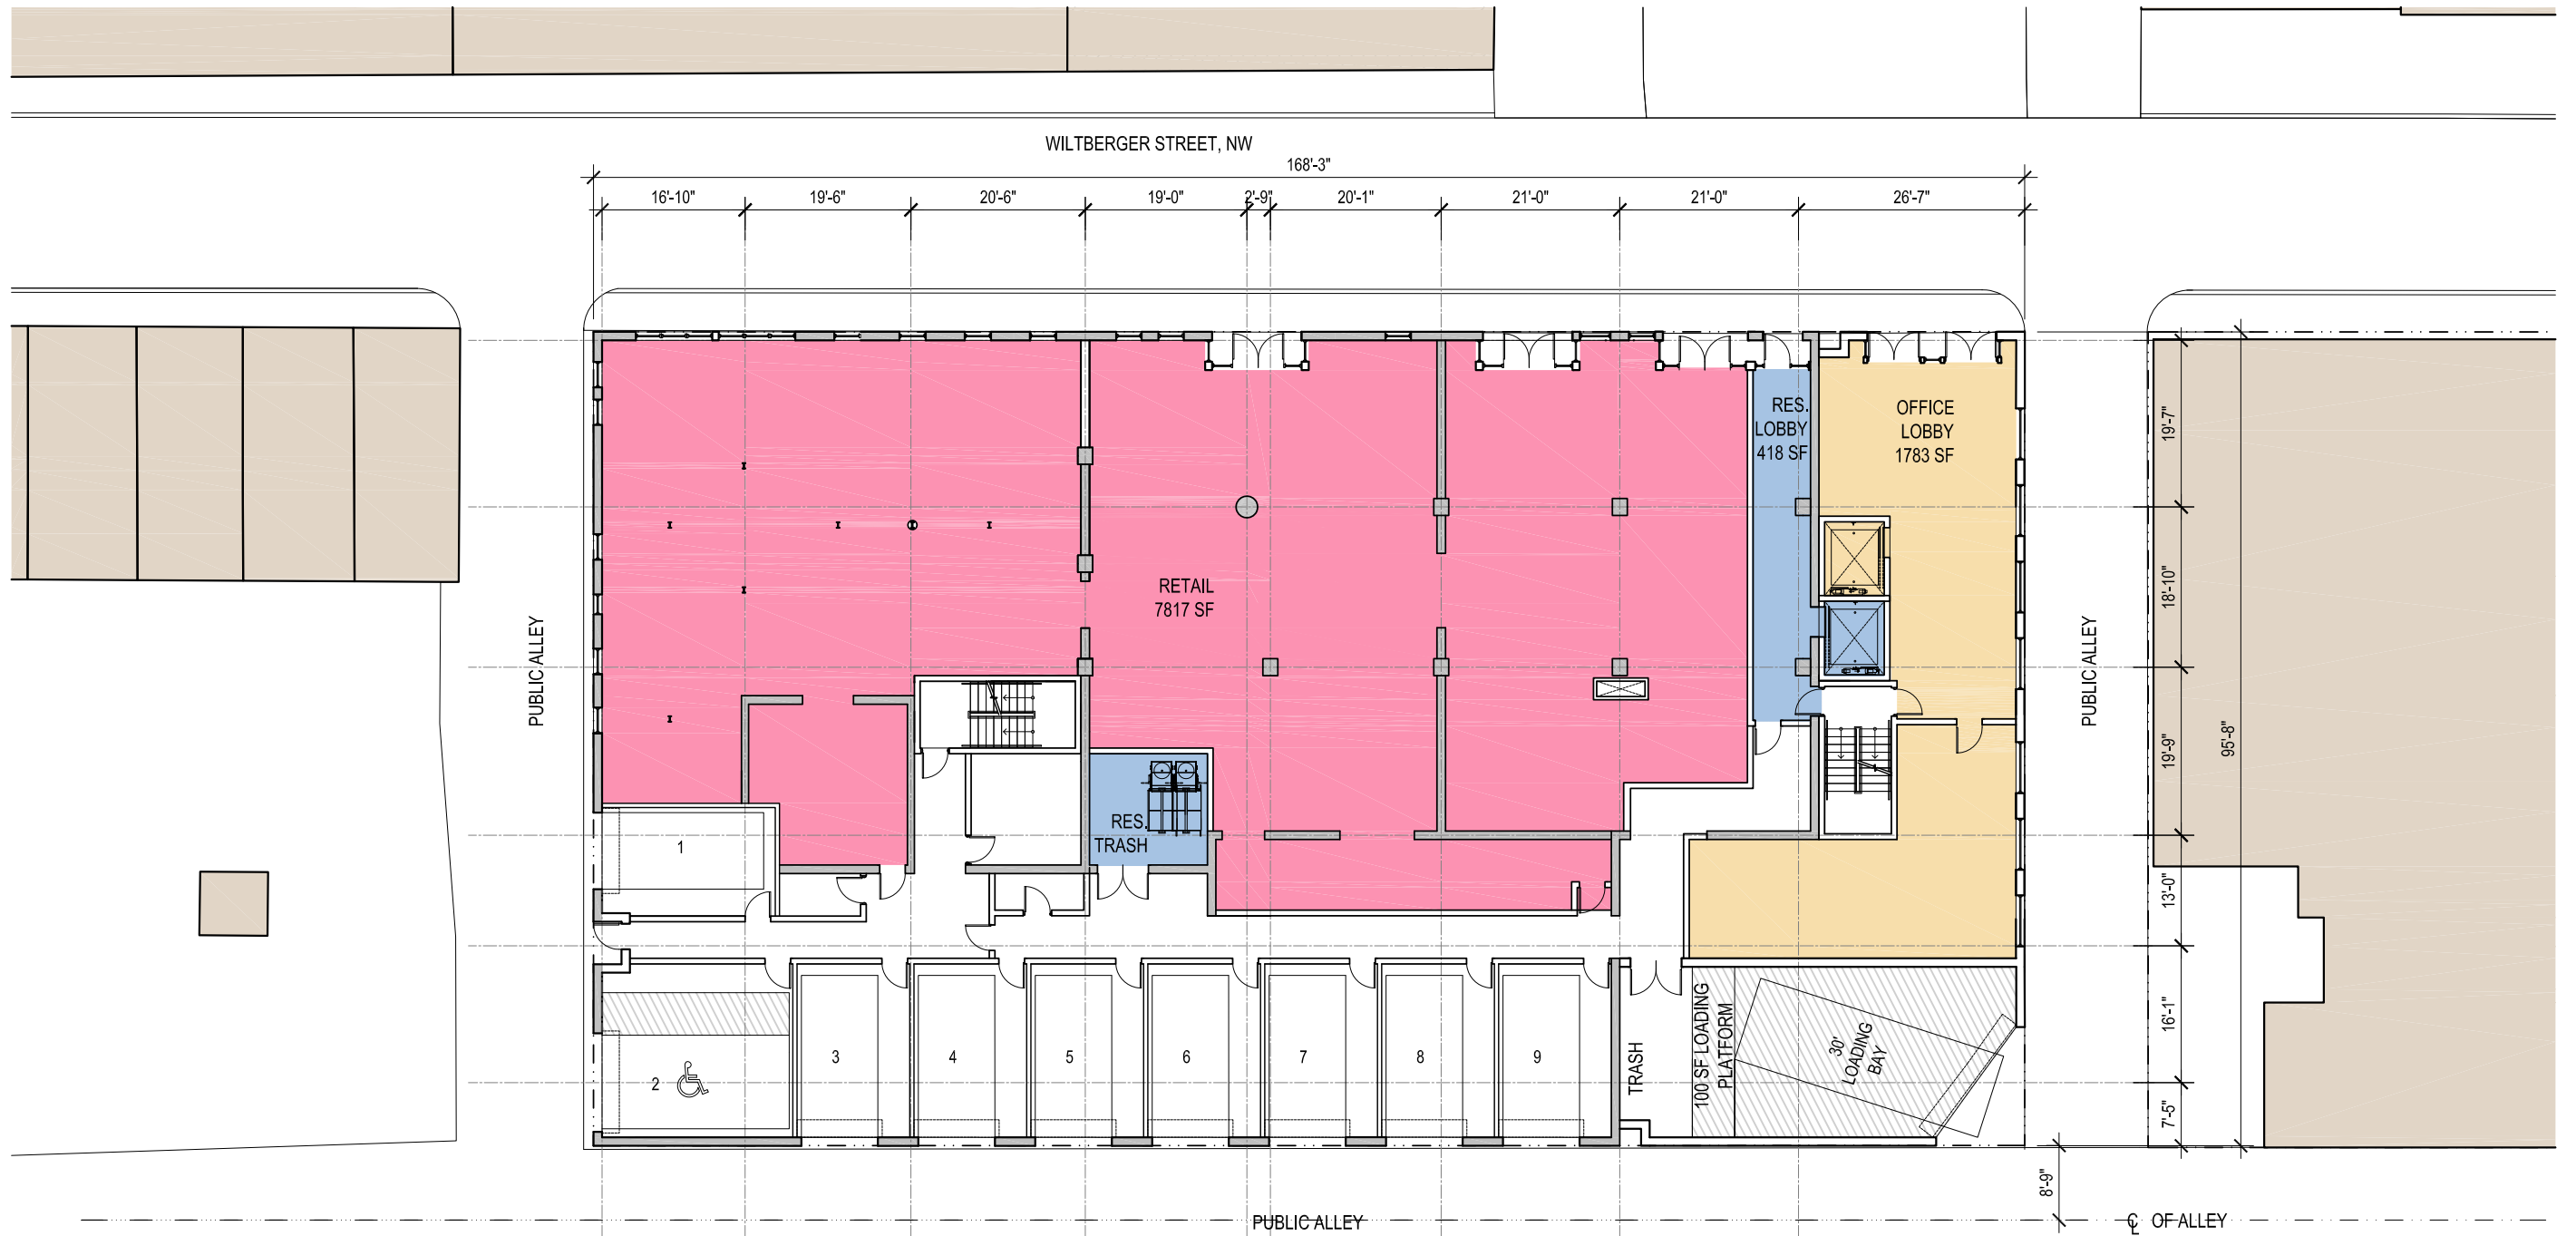 WILTBERGER STREET, NW
168'-3"
16'-10"
19'-6"
20'-6"
19'-0"
2'-9"
20'-1"
21'-0"
21'-0"
26'-7"
RES.
LOBBY
418 SF
OFFICE
LOBBY
1783 SF
RETAIL
7817 SF
PUBLIC ALLEY
PUBLIC ALLEY
19'-7"
18'-10"
19'-9"
95'-8"
13'-0"
16'-1"
7'-5"
8'-9"
RES.
TRASH
1
2
3
4
5
6
7
8
9
TRASH
100 SF LOADING
PLATFORM
30'
LOADING
BAY
PUBLIC ALLEY
℄ OF ALLEY